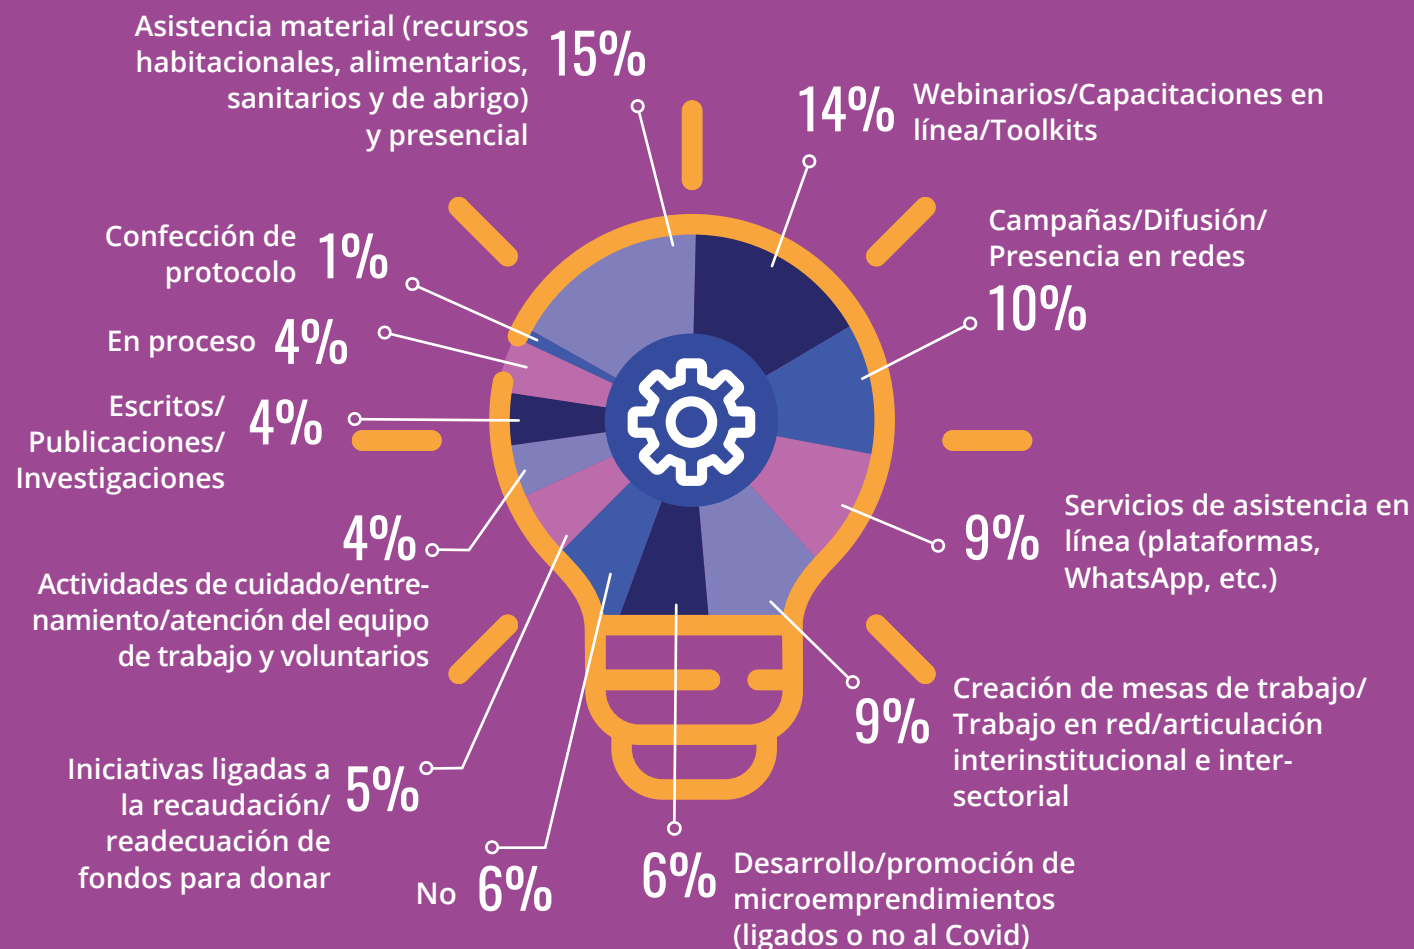 Asistencia material (recursos
habitacionales, alimentarios,
sanitarios y de abrigo)
y presencial
15%
14%
Webinarios/Capacitaciones en
línea/Toolkits
Campañas/Difusión/
Presencia en redes
10%
Confección de
protocolo
1%
En proceso
4%
Escritos/
Publicaciones/
Investigaciones
4%
9%
Servicios de asistencia en
línea (plataformas,
WhatsApp, etc.)
4%
Actividades de cuidado/entre-
namiento/atención del equipo
de trabajo y voluntarios
9%
Creación de mesas de trabajo/
Trabajo en red/articulación
interinstitucional e inter-
sectorial
Iniciativas ligadas a
la recaudación/
readecuación de
fondos para donar
5%
No 6%
6%
Desarrollo/promoción de
microemprendimientos
(ligados o no al Covid)